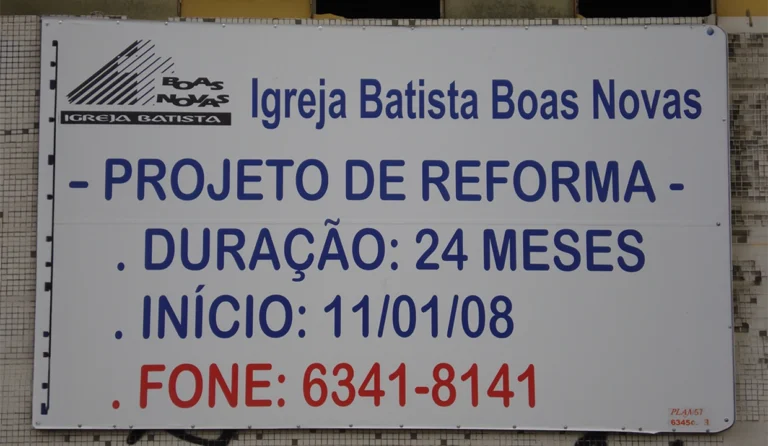 BOAS
NOVAS
IGREJA BATISTA
Igreja Batista Boas Novas
- PROJETO DE REFORMA -
. DURAÇÃO: 24 MESES
. INÍCIO: 11/01/08
. FONE: 6341-8141